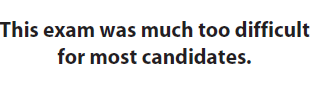 This exam was much too difficult
for most candidates.